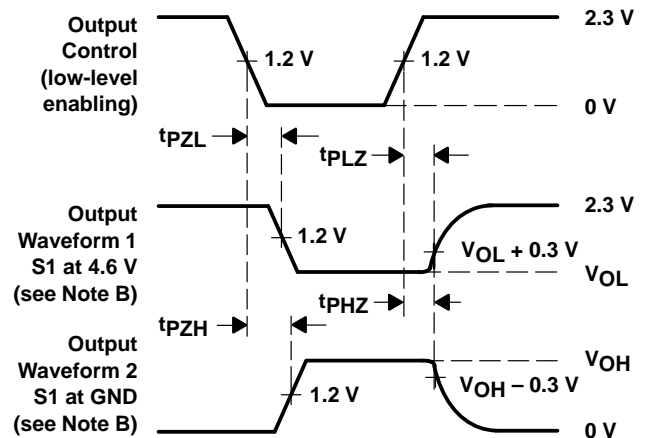 Output
Control
(low-level
enabling)
1.2 V
1.2 V
2.3 V
0 V
tPZL
tPLZ
Output
Waveform 1
S1 at 4.6 V
(see Note B)
1.2 V
2.3 V
VOL + 0.3 V
VOL
tPZH
tPHZ
Output
Waveform 2
S1 at GND
(see Note B)
1.2 V
VOH
VOH − 0.3 V
0 V